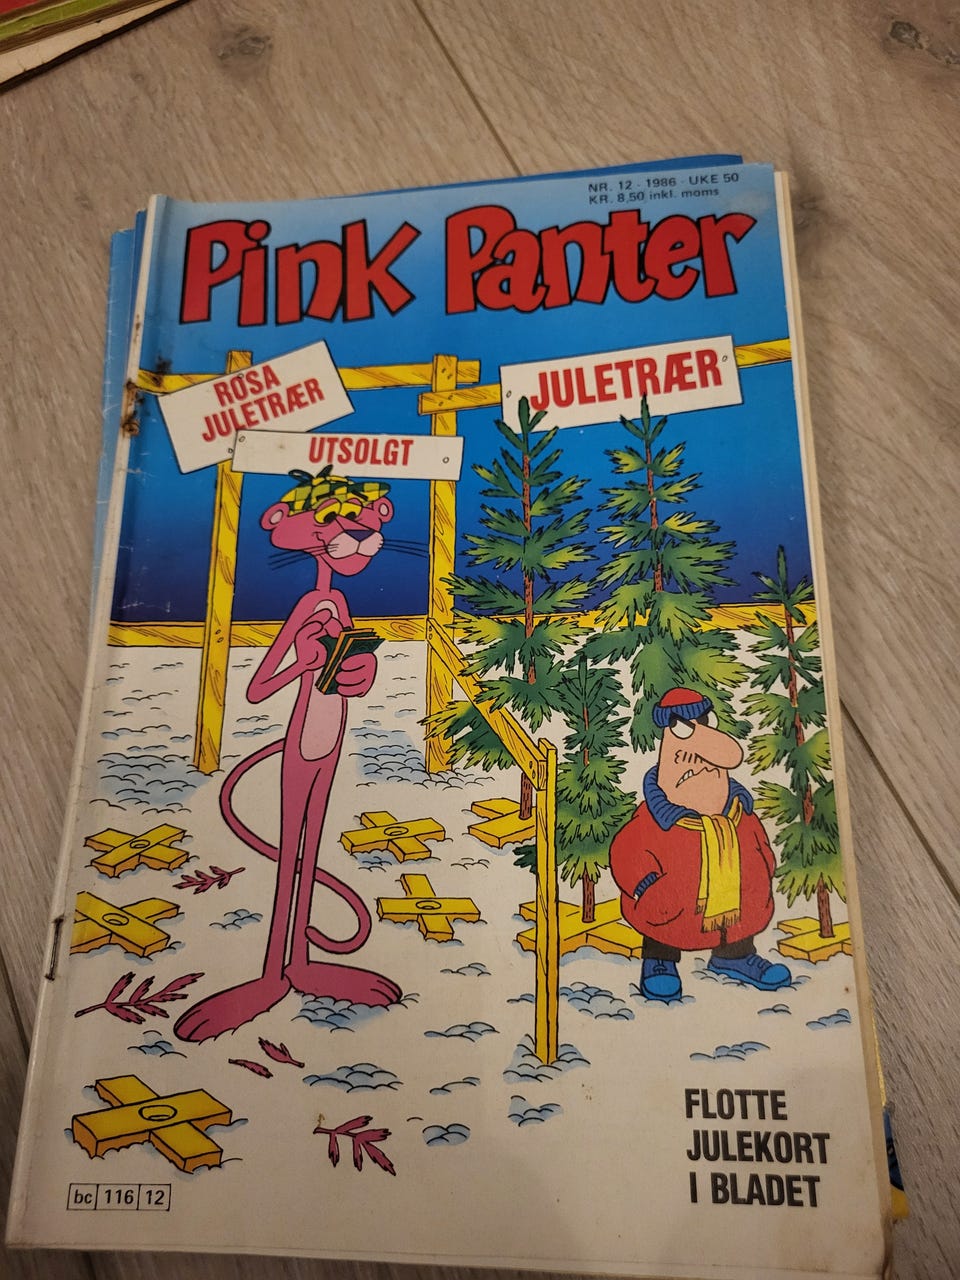 NR. 12 - 1986 - UKE 50
KR. 8,50 inkl. moms
Pink Panter
ROSA
JULETRÆR
UTSOLGT
JULETRÆR
FLOTTE
JULEKORT
I BLADET
bc 116 12